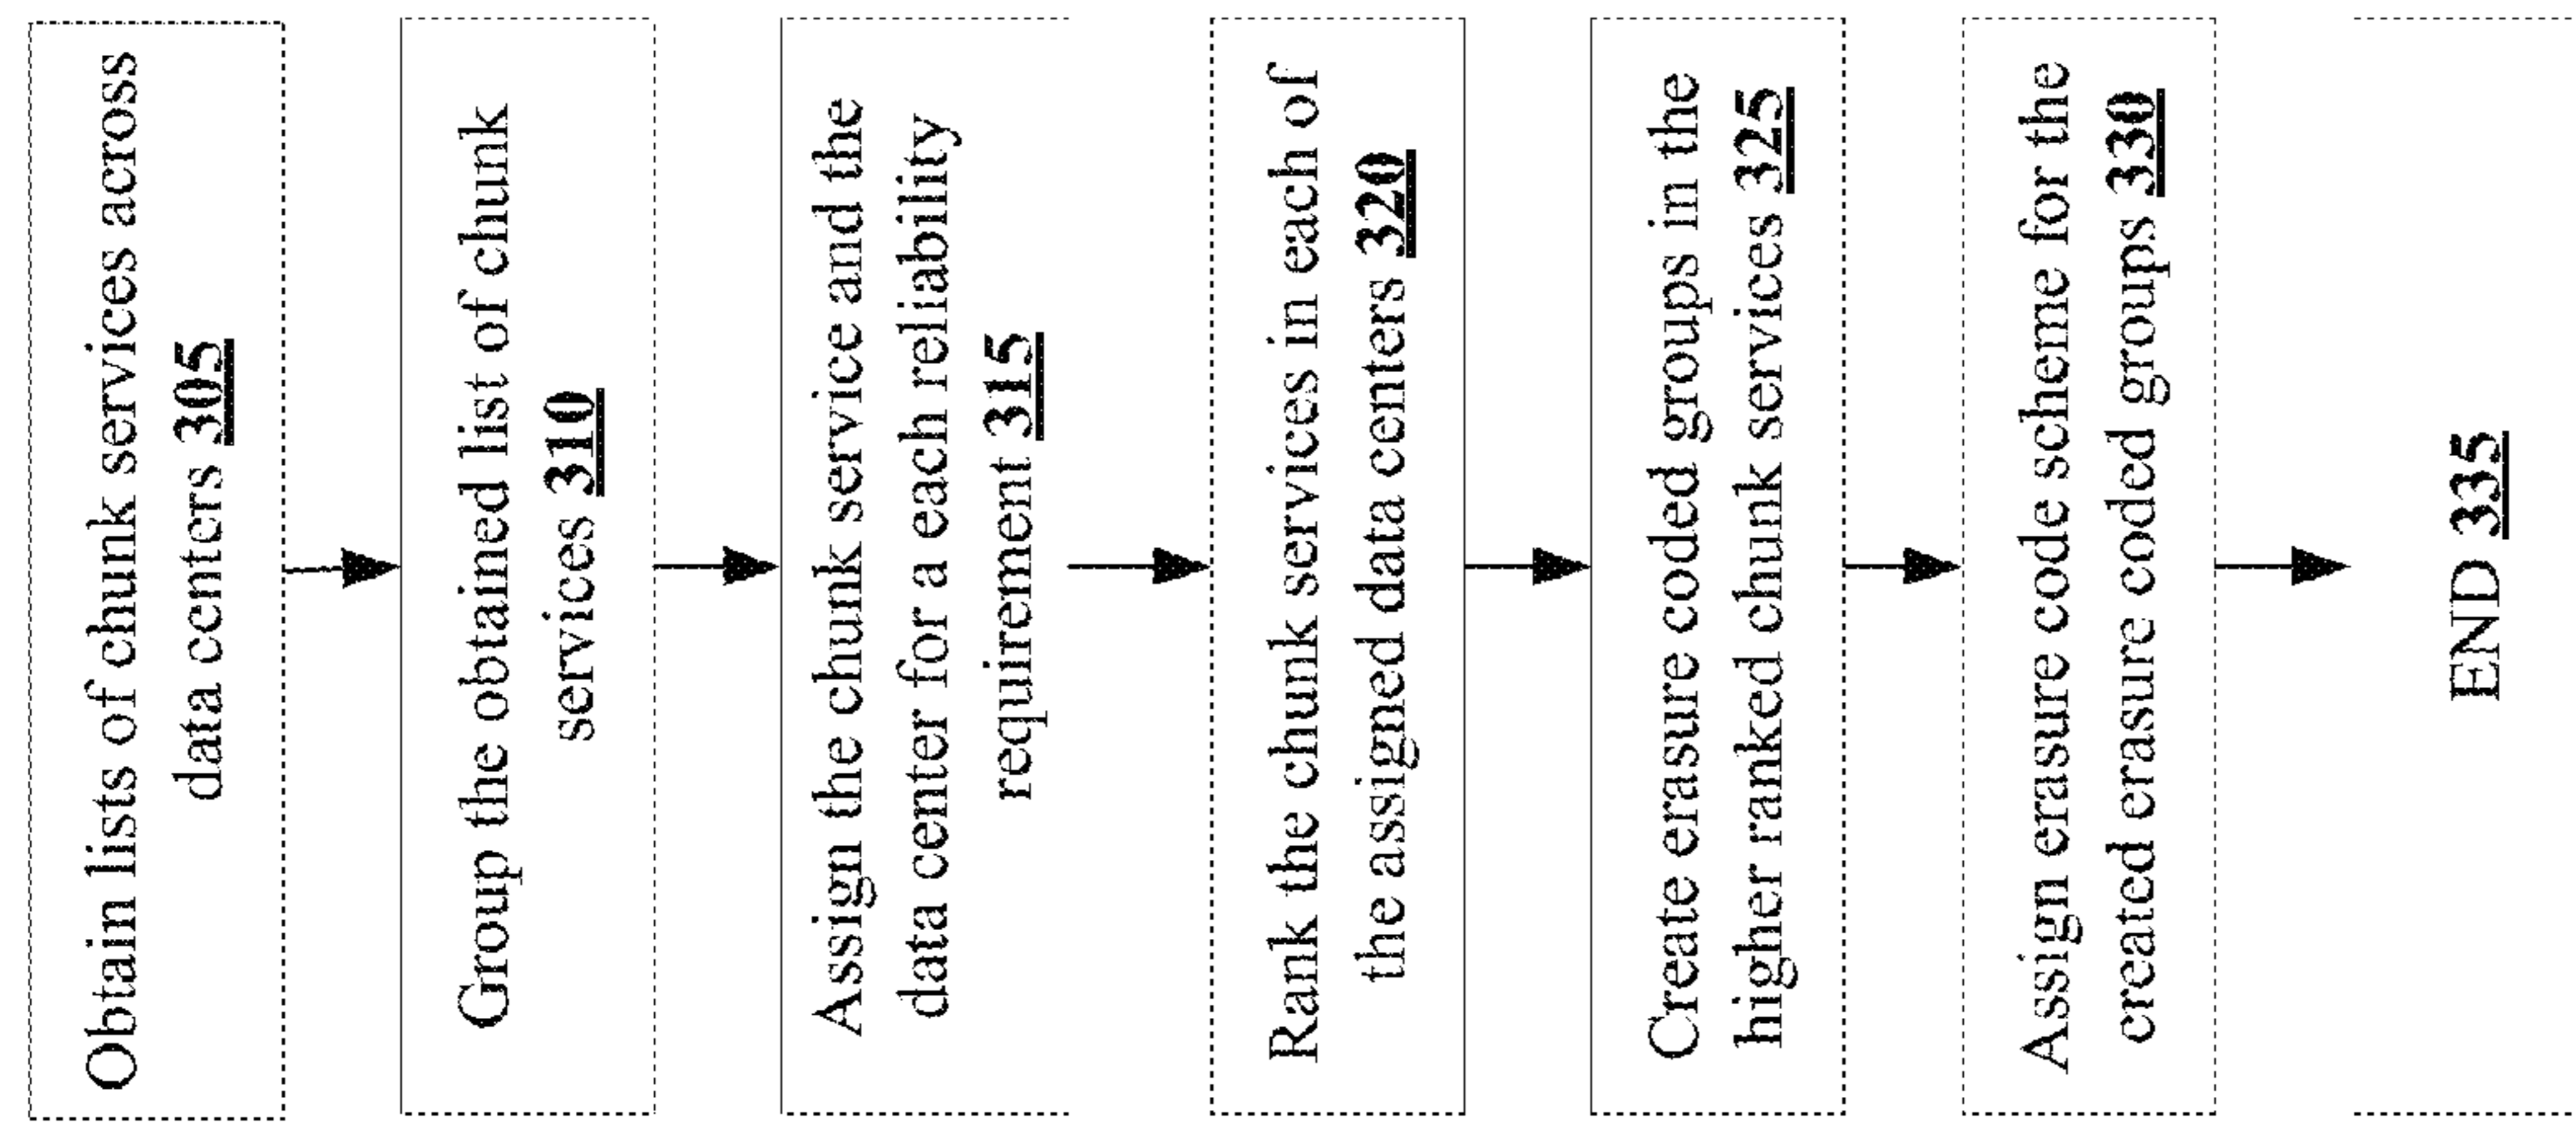 Obtain lists of chunk services across
data centers 305
Group the obtained list of chunk
services 310
Assign the chunk service and the
data center for a each reliability
requirement 315
Rank the chunk services in each of
the assigned data centers 320
Create erasure coded groups in the
higher ranked chunk services 325
Assign erasure code scheme for the
created erasure coded groups 330
END 335